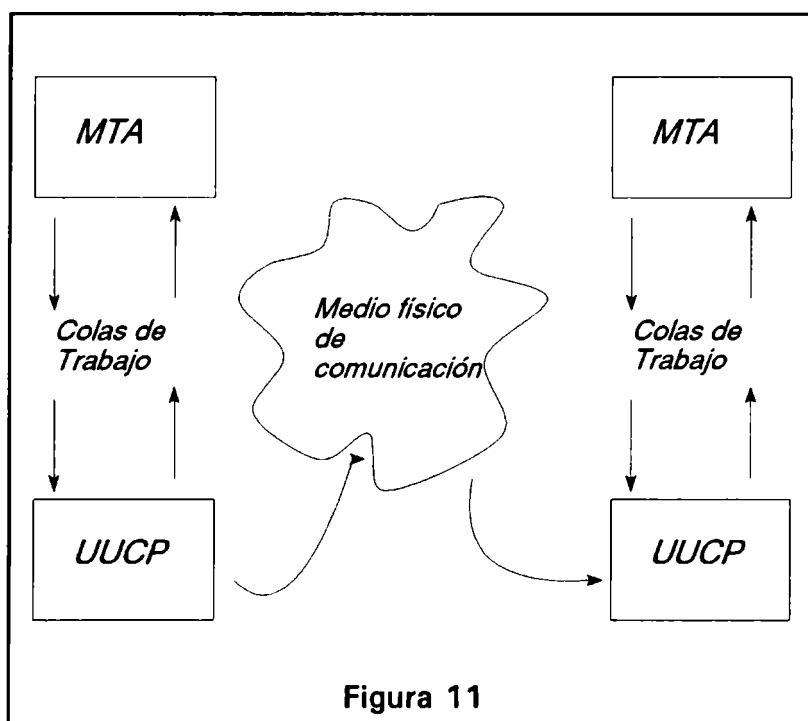 MTA
MTA
Medio físico
de
comunicación
Colas de
Trabajo
Colas de
Trabajo
UUCP
UUCP
Figura 11